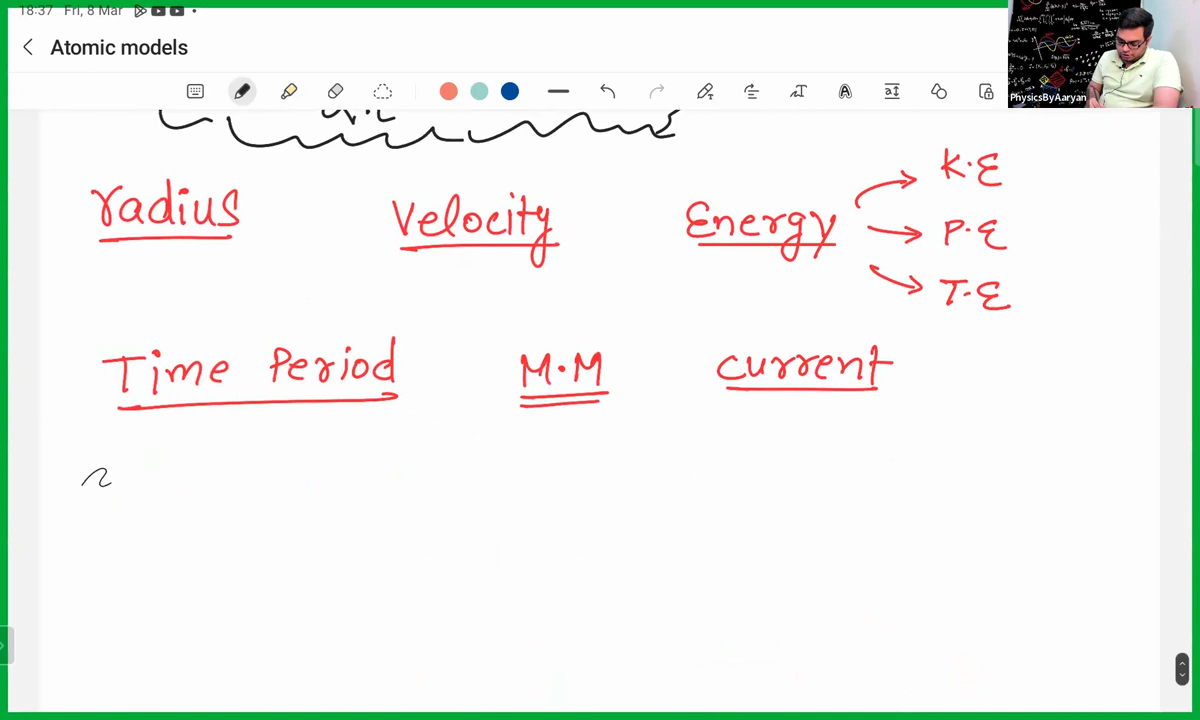 18:37 Fri, 8 Mar
Atomic models
PhysicsByAaryan
radius Velocity Energy K.E
P.E
T.E
Time Period M.M current